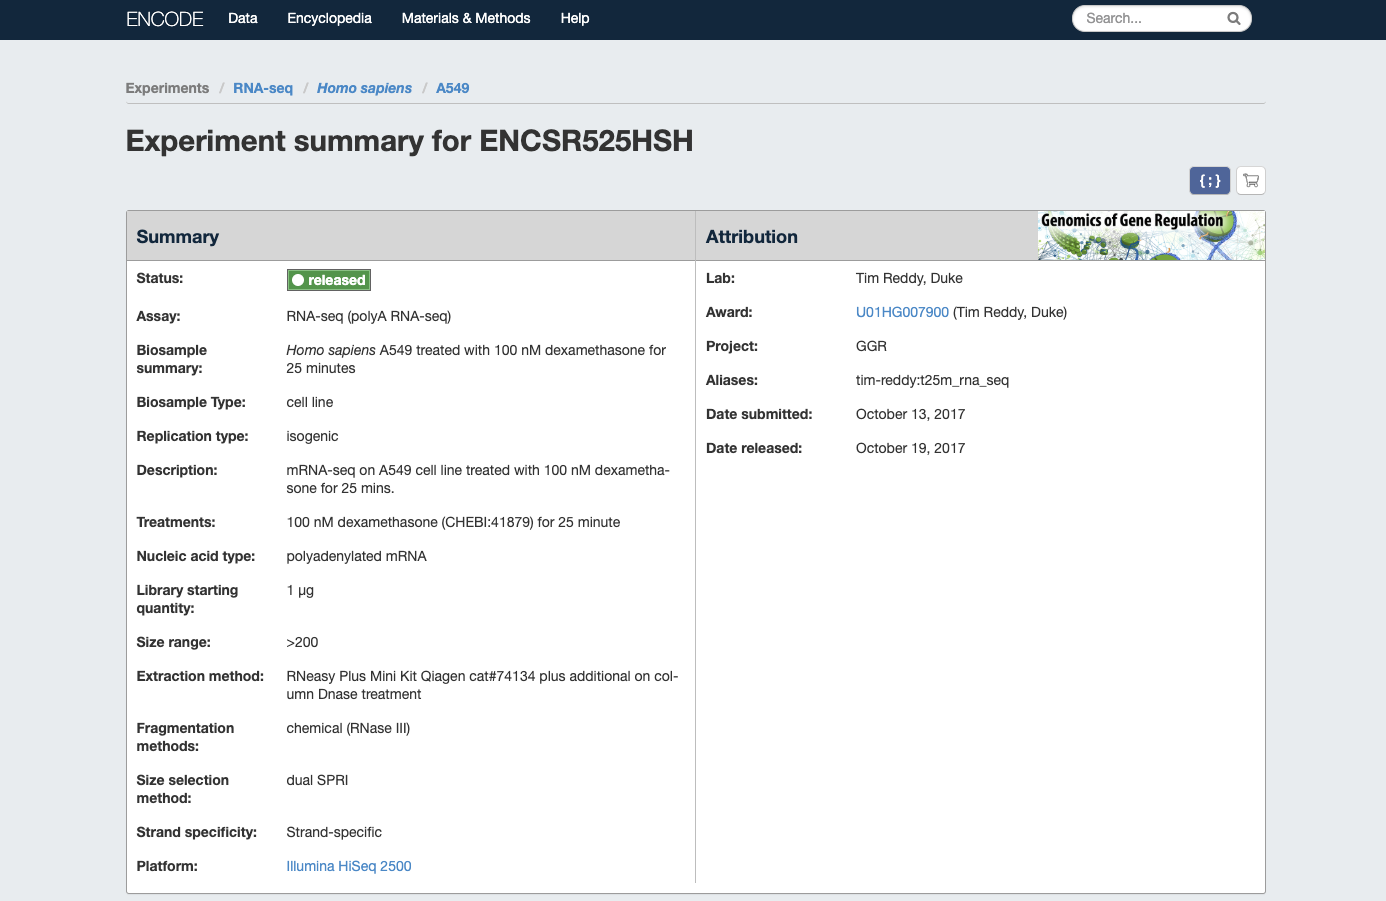 ENCODE Data Encyclopedia Materials & Methods Help Search...
Experiments / RNA-seq / Homo sapiens / A549
Experiment summary for ENCSR525HSH
{ ; }
Summary
Status: released
Assay: RNA-seq (polyA RNA-seq)
Biosample summary: Homo sapiens A549 treated with 100 nM dexamethasone for
25 minutes
Biosample Type: cell line
Replication type: isogenic
Description: mRNA-seq on A549 cell line treated with 100 nM dexametha-
sone for 25 mins.
Treatments: 100 nM dexamethasone (CHEBI:41879) for 25 minute
Nucleic acid type: polyadenylated mRNA
Library starting
quantity: 1 µg
Size range: >200
Extraction method: RNeasy Plus Mini Kit Qiagen cat#74134 plus additional on col-
umn Dnase treatment
Fragmentation
methods: chemical (RNase III)
Size selection
method: dual SPRI
Strand specificity: Strand-specific
Platform: Illumina HiSeq 2500
Attribution
Genomics of Gene Regulation
Lab: Tim Reddy, Duke
Award: U01HG007900 (Tim Reddy, Duke)
Project: GGR
Aliases: tim-reddy:t25m_rna_seq
Date submitted: October 13, 2017
Date released: October 19, 2017